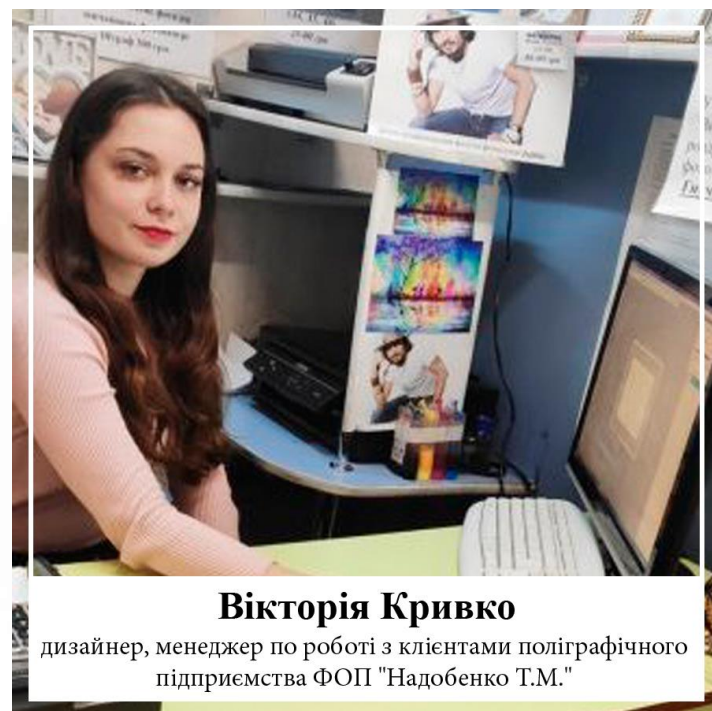 Вікторія Кривко
дизайнер, менеджер по роботі з клієнтами поліграфічного
підприємства ФОП "Надобенко Т.М."